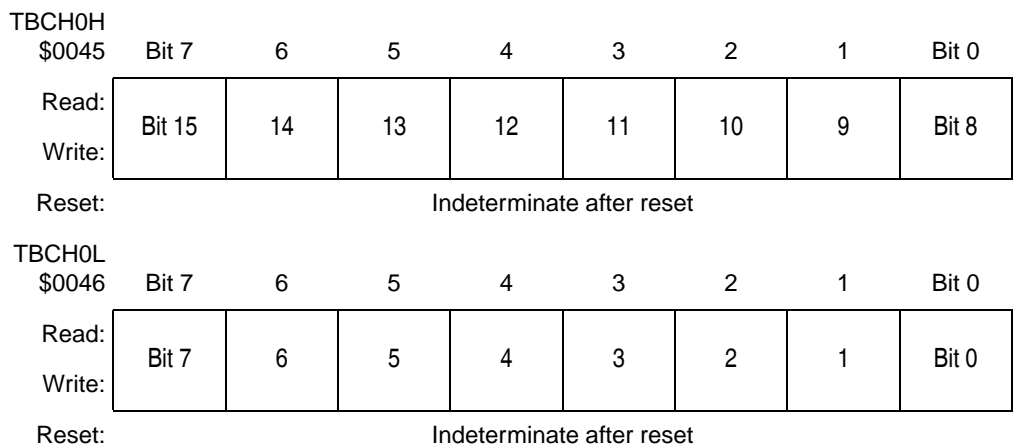 TBCH0H
$0045 Bit 7 6 5 4 3 2 1 Bit 0
Read:
Bit 15 14 13 12 11 10 9 Bit 8
Write:
Reset: Indeterminate after reset
TBCH0L
$0046 Bit 7 6 5 4 3 2 1 Bit 0
Read:
Bit 7 6 5 4 3 2 1 Bit 0
Write:
Reset: Indeterminate after reset